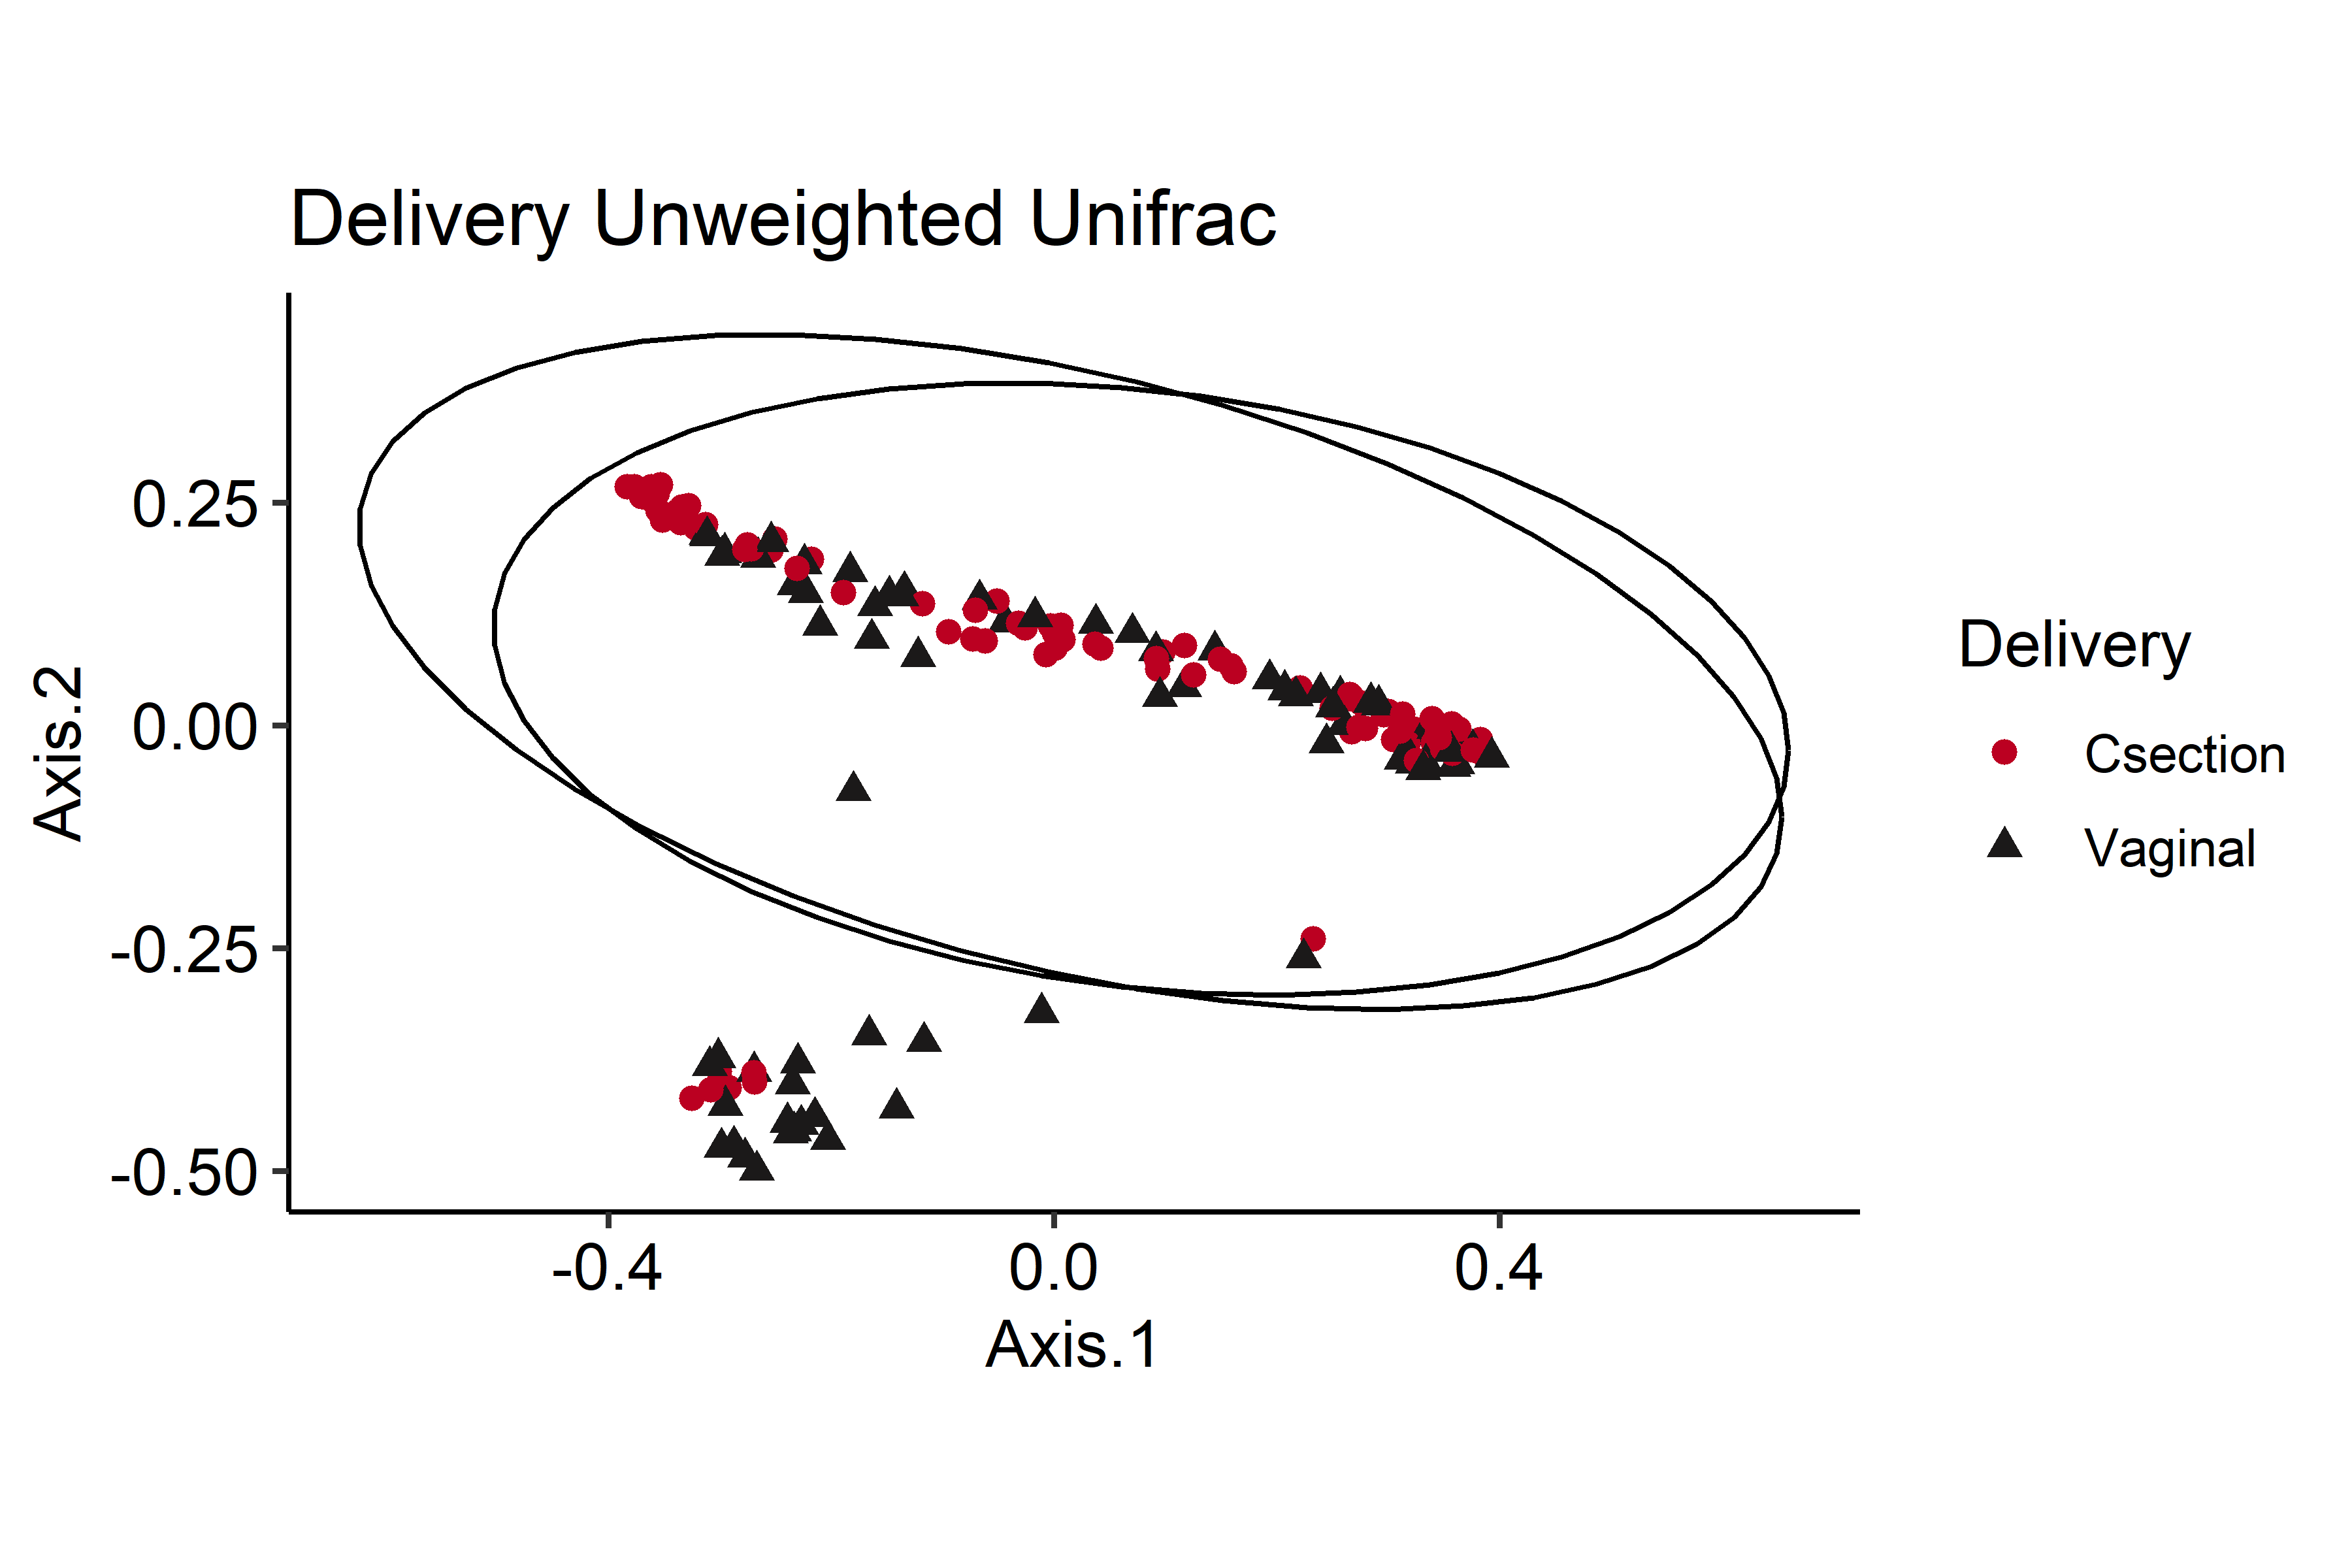 Delivery Unweighted Unifrac
Axis.2
0.25
0.00
-0.25
-0.50
-0.4 0.0 0.4
Axis.1
Delivery
Csection
Vaginal